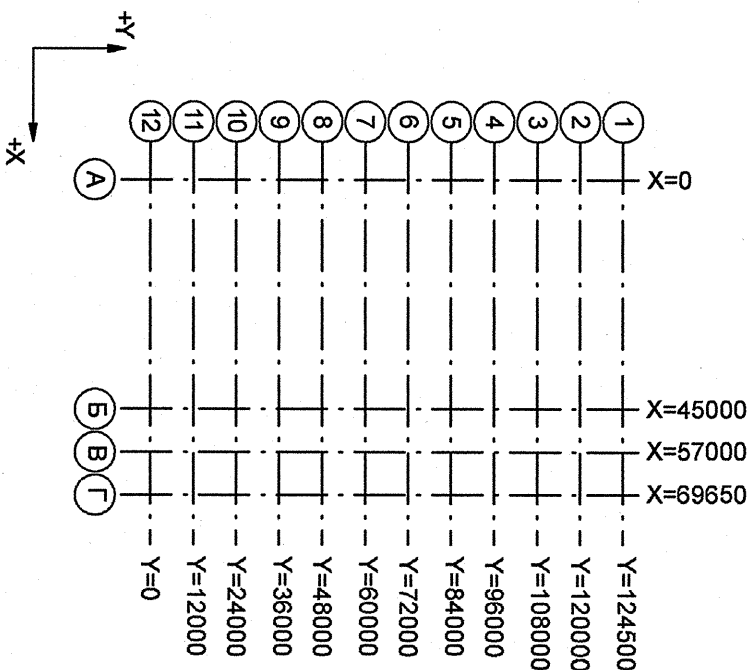 +Y
+X
12
11
10
9
8
7
6
5
4
3
2
1
А
X=0
Б
X=45000
В
X=57000
Г
X=69650
Y=0
Y=12000
Y=24000
Y=36000
Y=48000
Y=60000
Y=72000
Y=84000
Y=96000
Y=108000
Y=120000
Y=124500